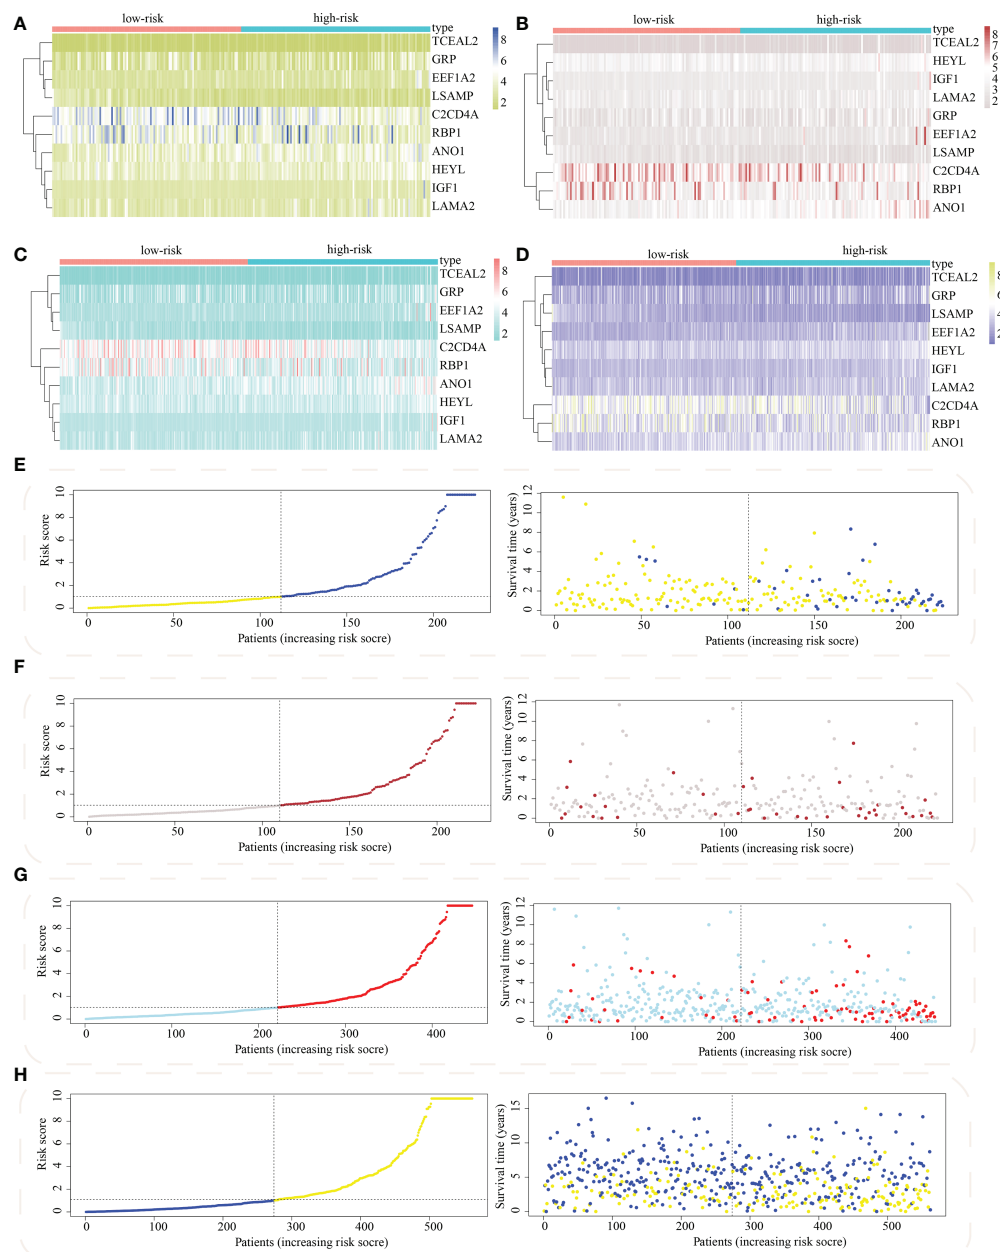 A
low-risk
high-risk
type
TCEAL2
GRP
EEF1A2
LSAMP
C2CD4A
RBP1
ANO1
HEYL
IGF1
LAMA2
8
6
4
2
B
low-risk
high-risk
type
TCEAL2
HEYL
IGF1
LAMA2
GRP
EEF1A2
LSAMP
C2CD4A
RBP1
ANO1
8
7
6
5
4
3
2
C
low-risk
high-risk
type
TCEAL2
GRP
EEF1A2
LSAMP
C2CD4A
RBP1
ANO1
HEYL
IGF1
LAMA2
8
6
4
2
D
low-risk
high-risk
type
TCEAL2
GRP
LSAMP
EEF1A2
HEYL
IGF1
LAMA2
C2CD4A
RBP1
ANO1
8
6
4
2
E
Risk score
0 2 4 6 8 10
0 50 100 150 200
Patients (increasing risk socre)
Survival time (years)
0 2 4 6 8 10 12
0 50 100 150 200
Patients (increasing risk socre)
F
Risk score
0 2 4 6 8 10
0 50 100 150 200
Patients (increasing risk socre)
Survival time (years)
0 2 4 6 8 10 12
0 50 100 150 200
Patients (increasing risk socre)
G
Risk score
0 2 4 6 8 10
0 100 200 300 400
Patients (increasing risk socre)
Survival time (years)
0 2 4 6 8 10 12
0 100 200 300 400
Patients (increasing risk socre)
H
Risk score
0 2 4 6 8 10
0 100 200 300 400 500
Patients (increasing risk socre)
Survival time (years)
0 5 10 15
0 100 200 300 400 500
Patients (increasing risk socre)